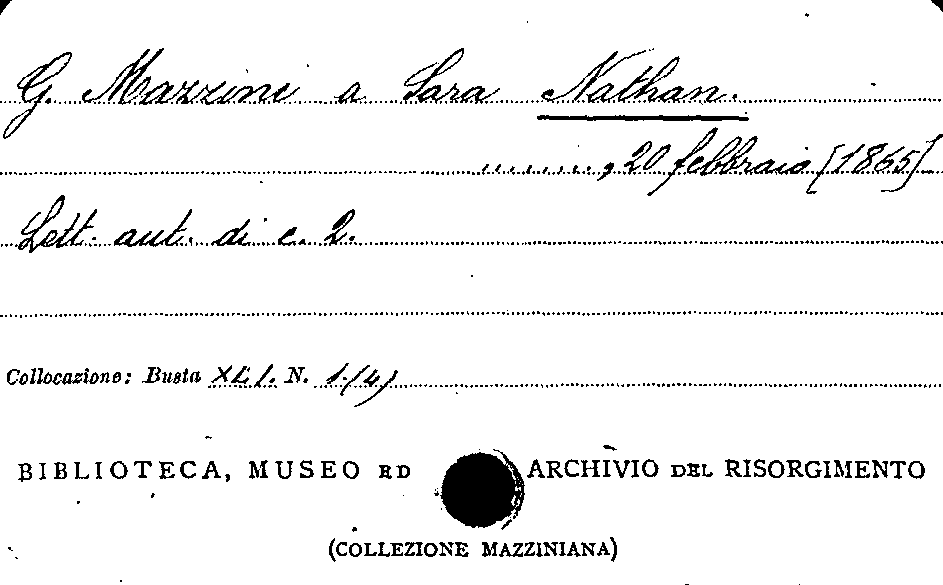 G. Mazzini a Sara Nathan.
........., 20 febbraio [1865]
Lett. aut. di c. 2.
Collocazione: Busta XLI. N. 1.(4)
BIBLIOTECA, MUSEO ED ARCHIVIO DEL RISORGIMENTO
(COLLEZIONE MAZZINIANA)